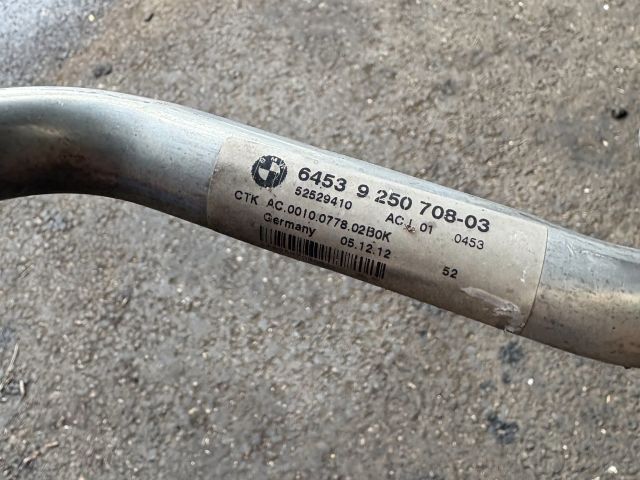 BMW 6453 9 250 708-03
52529410 AC.I 01 0453
CTK AC.0010.0778.02B0K
Germany 05.12.12 52